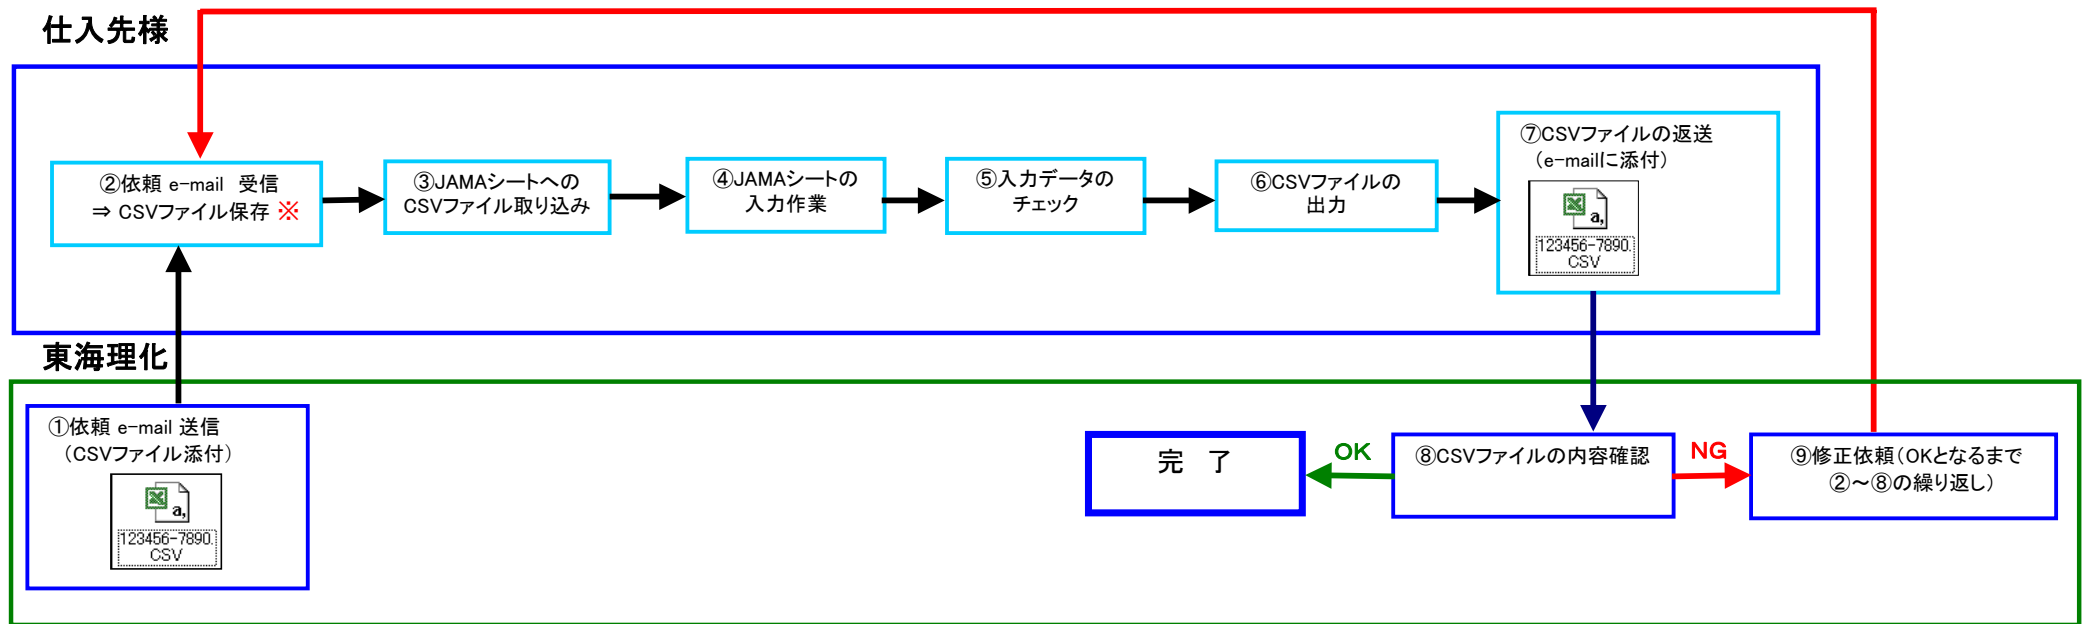 仕入先様
②依頼 e-mail 受信
⇒ CSVファイル保存 ※
③JAMAシートへの
CSVファイル取り込み
④JAMAシートの
入力作業
⑤入力データの
チェック
⑥CSVファイルの
出力
⑦CSVファイルの返送
（e-mailに添付）
a,
123456-7890.
CSV
東海理化
①依頼 e-mail 送信
（CSVファイル添付）
a,
123456-7890.
CSV
完 了
OK
⑧CSVファイルの内容確認
NG
⑨修正依頼（OKとなるまで
②～⑧の繰り返し）